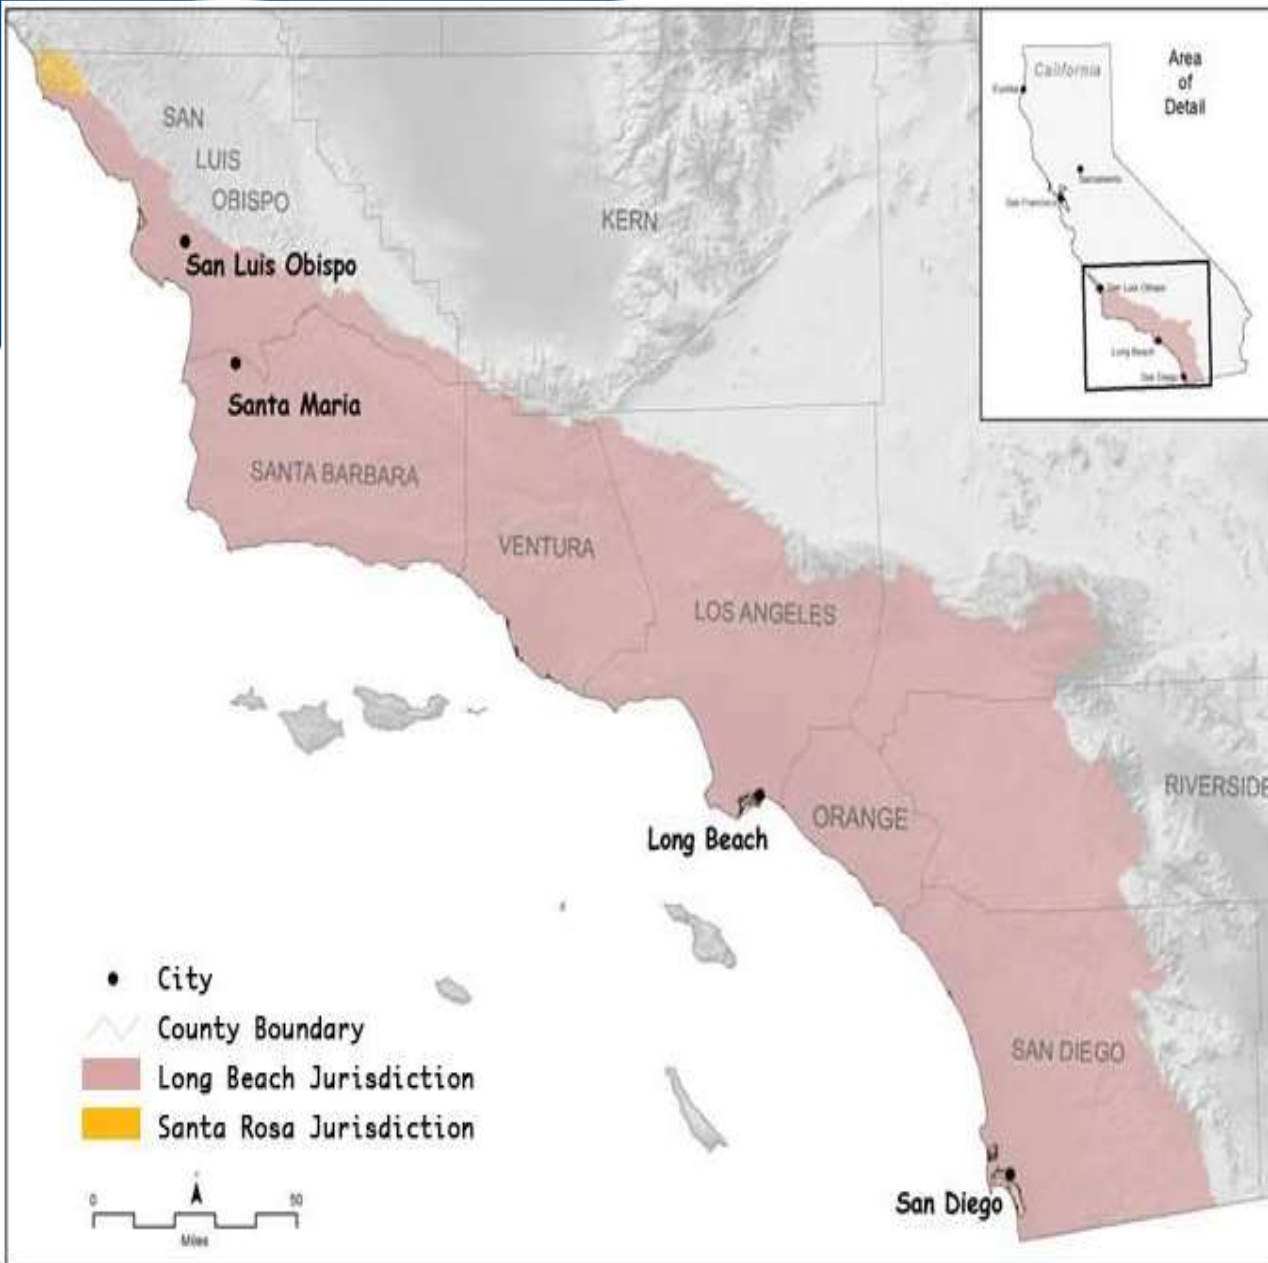 California
Area
of
Detail
Eureka
Sacramento
San Francisco
San Luis Obispo
Long Beach
San Diego
SAN
LUIS
OBISPO
KERN
San Luis Obispo
Santa Maria
SANTA BARBARA
VENTURA
LOS ANGELES
RIVERSIDE
ORANGE
Long Beach
SAN DIEGO
San Diego
City
County Boundary
Long Beach Jurisdiction
Santa Rosa Jurisdiction
0 50
Miles